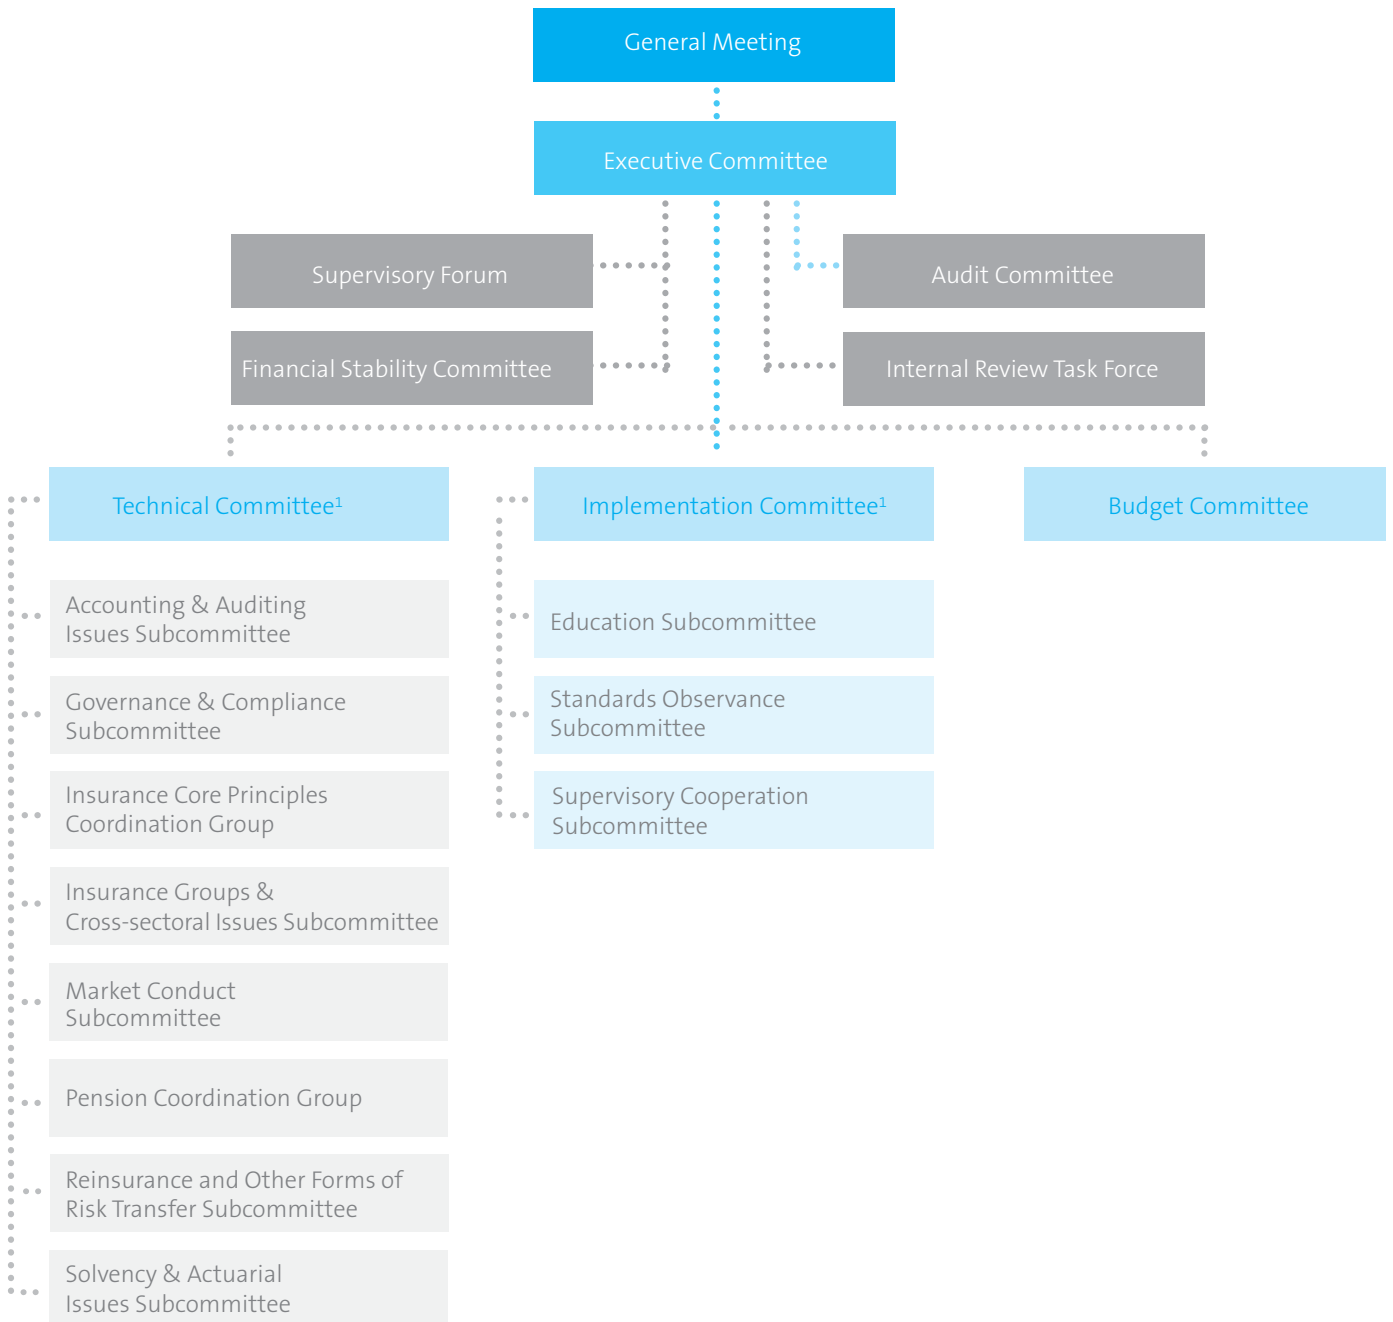 General Meeting
Executive Committee
Supervisory Forum
Audit Committee
Financial Stability Committee
Internal Review Task Force
Technical Committee¹
Implementation Committee¹
Budget Committee
Accounting & Auditing
Issues Subcommittee
Governance & Compliance
Subcommittee
Insurance Core Principles
Coordination Group
Insurance Groups &
Cross-sectoral Issues Subcommittee
Market Conduct
Subcommittee
Pension Coordination Group
Reinsurance and Other Forms of
Risk Transfer Subcommittee
Solvency & Actuarial
Issues Subcommittee
Education Subcommittee
Standards Observance
Subcommittee
Supervisory Cooperation
Subcommittee